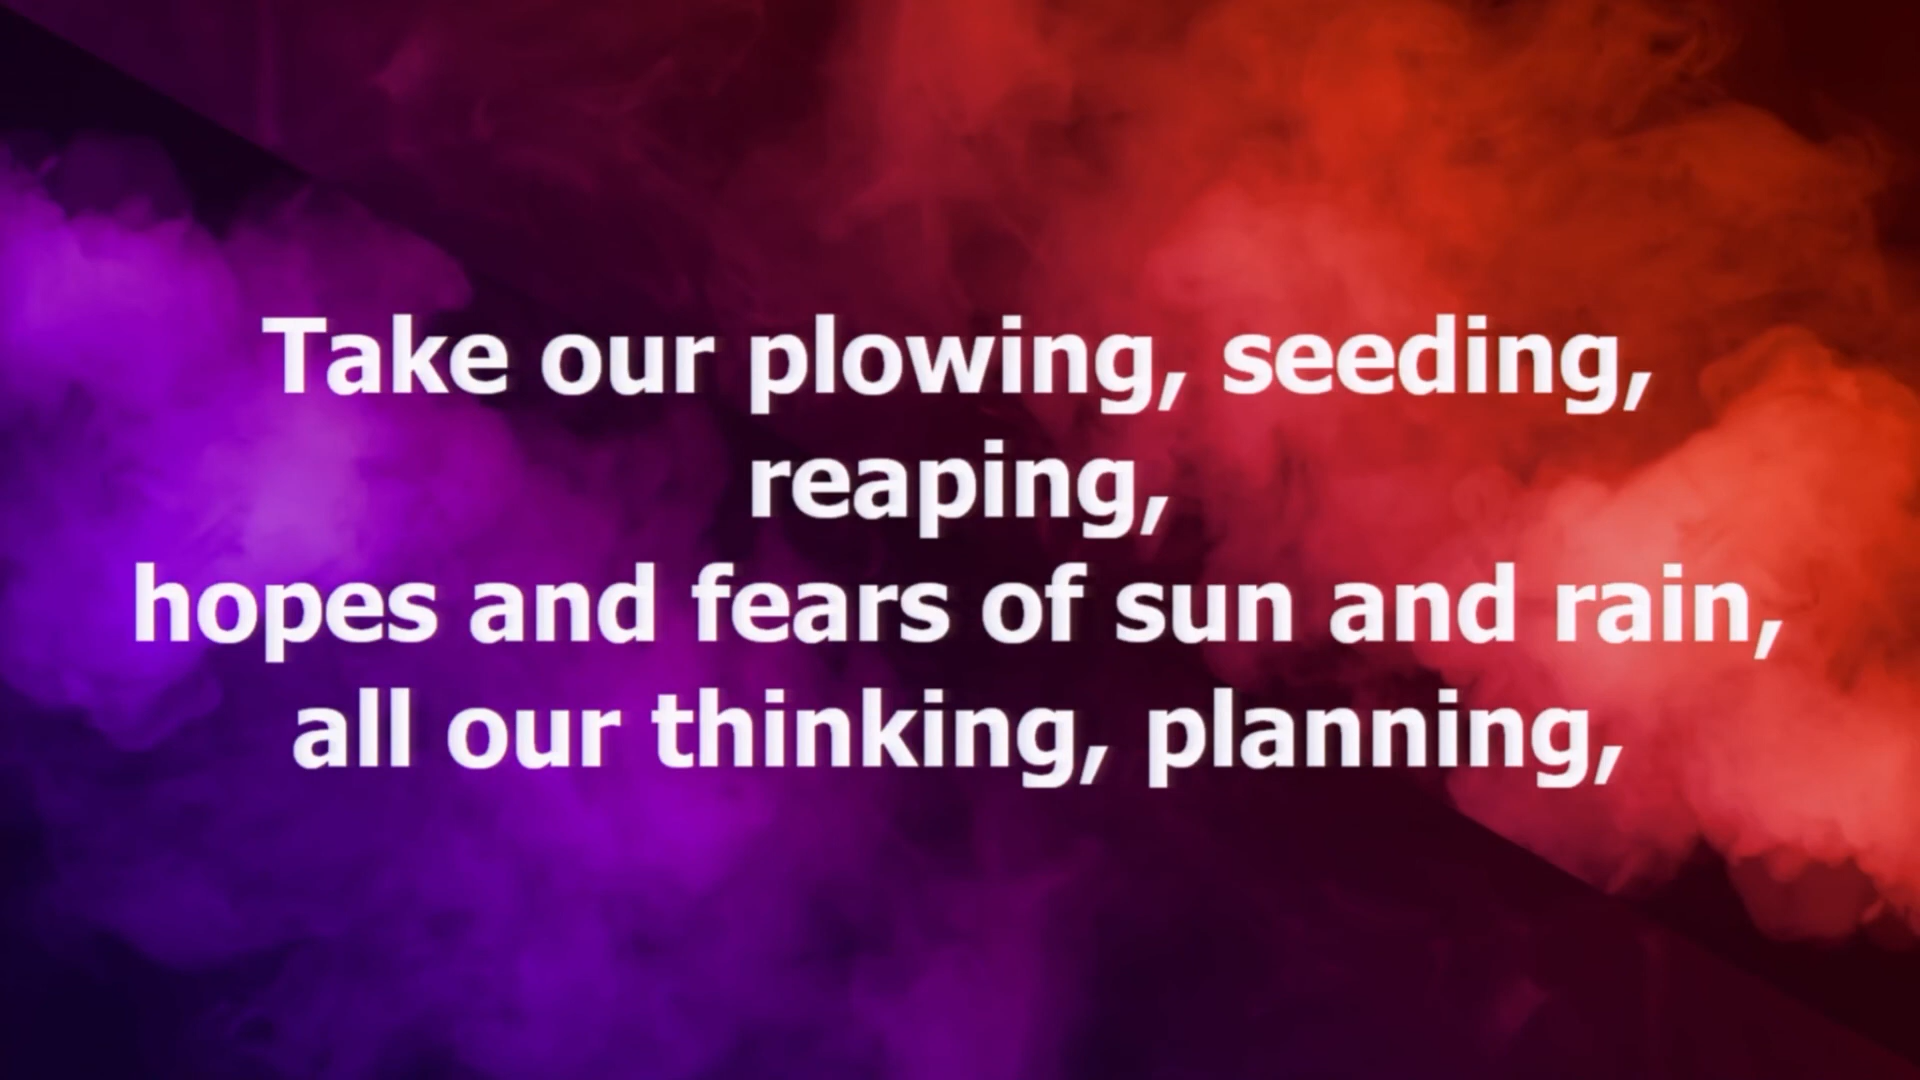 Take our plowing, seeding,
reaping,
hopes and fears of sun and rain,
all our thinking, planning,